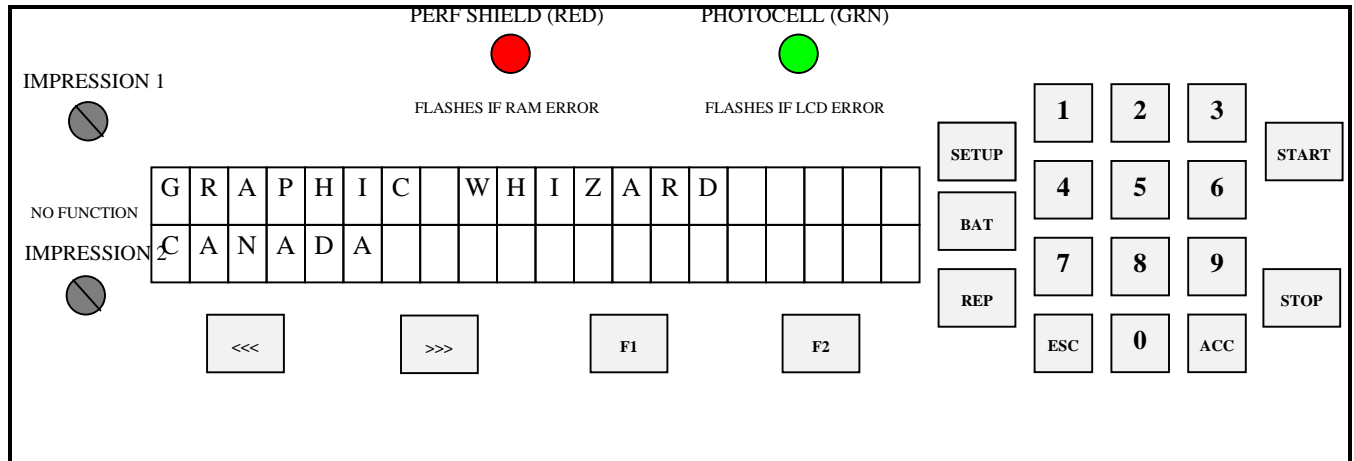 PERF SHIELD (RED)
PHOTOCELL (GRN)
IMPRESSION 1
FLASHES IF RAM ERROR
FLASHES IF LCD ERROR
GRAPHIC WHIZARD
CANADA
NO FUNCTION
IMPRESSION 2
<<<
>>>
F1
F2
SETUP
BAT
REP
1 2 3
4 5 6
7 8 9
ESC 0 ACC
START
STOP